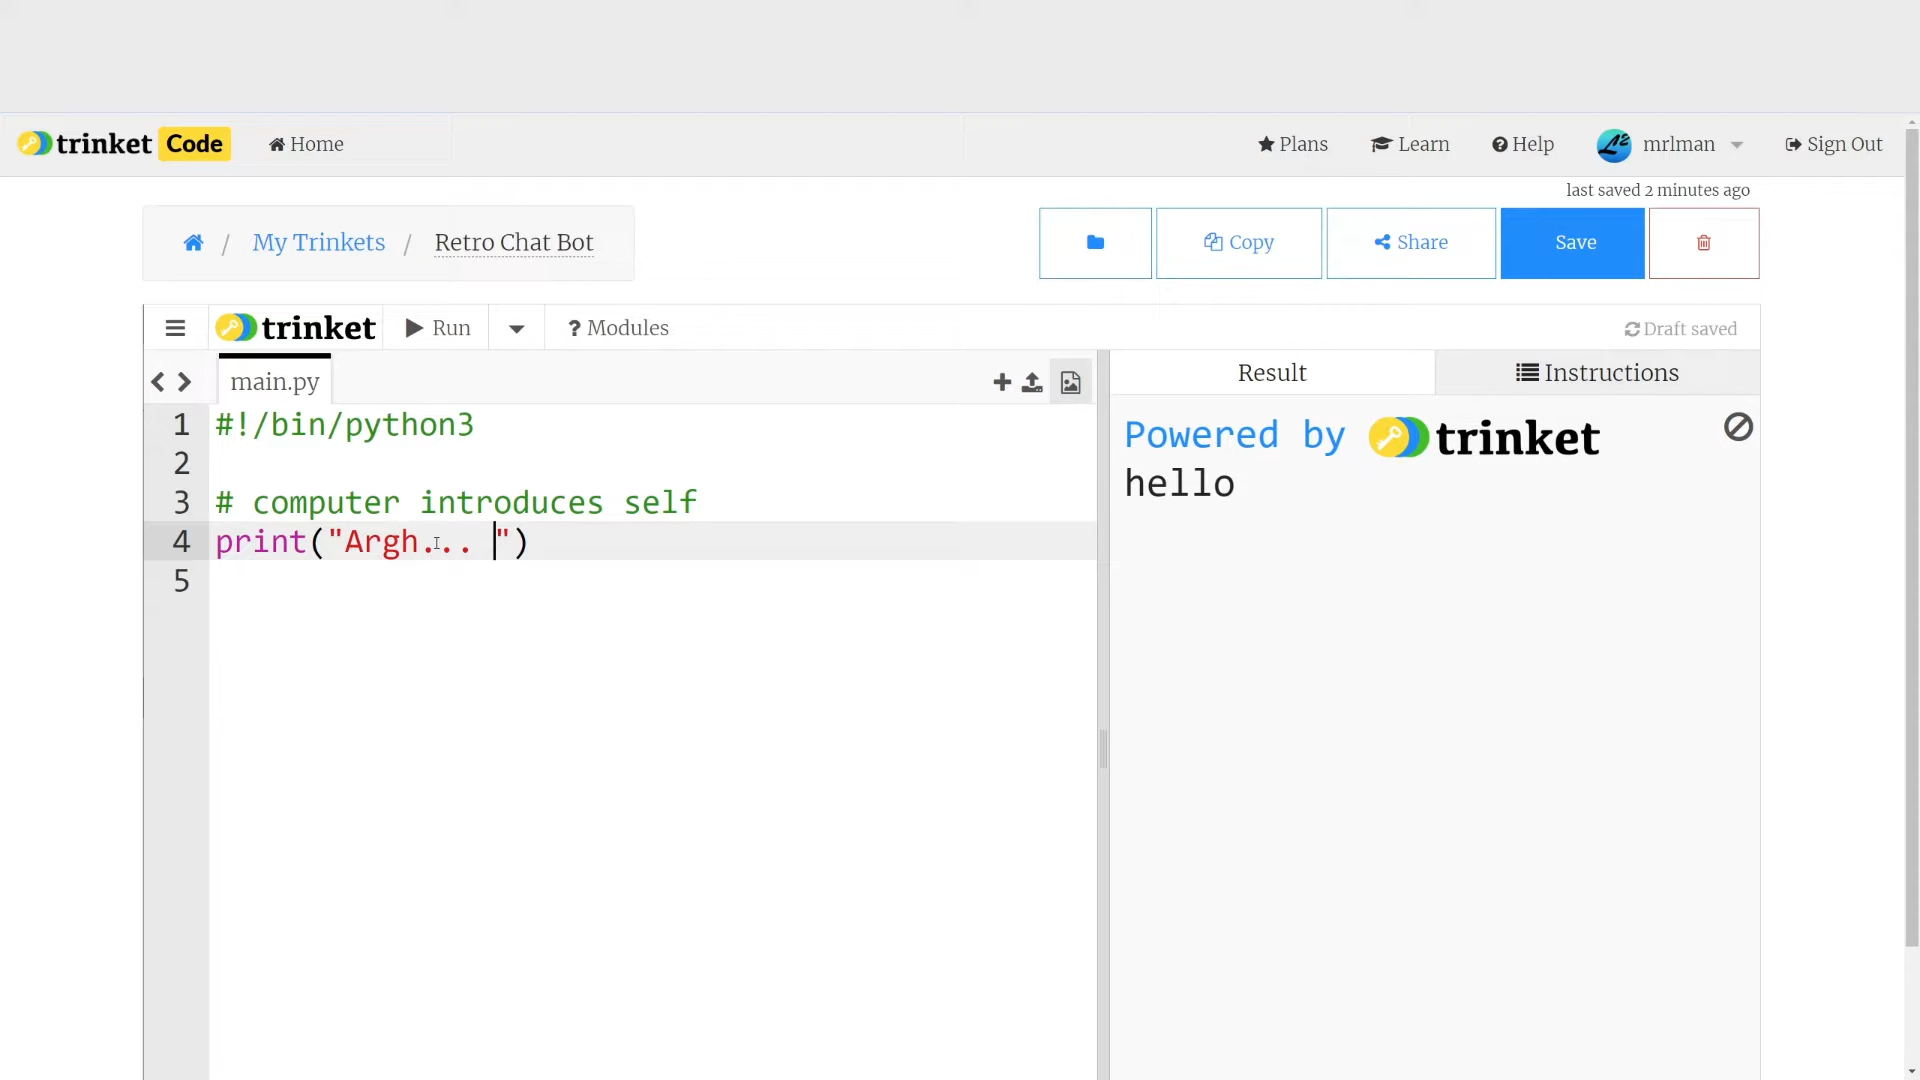 trinket Code Home Plans Learn Help mrlman Sign Out
last saved 2 minutes ago
/ My Trinkets / Retro Chat Bot Copy Share Save
trinket Run ? Modules Draft saved
main.py Result Instructions
1 #!/bin/python3
Powered by trinket
2
hello
3 # computer introduces self
4 print("Argh... ")
5